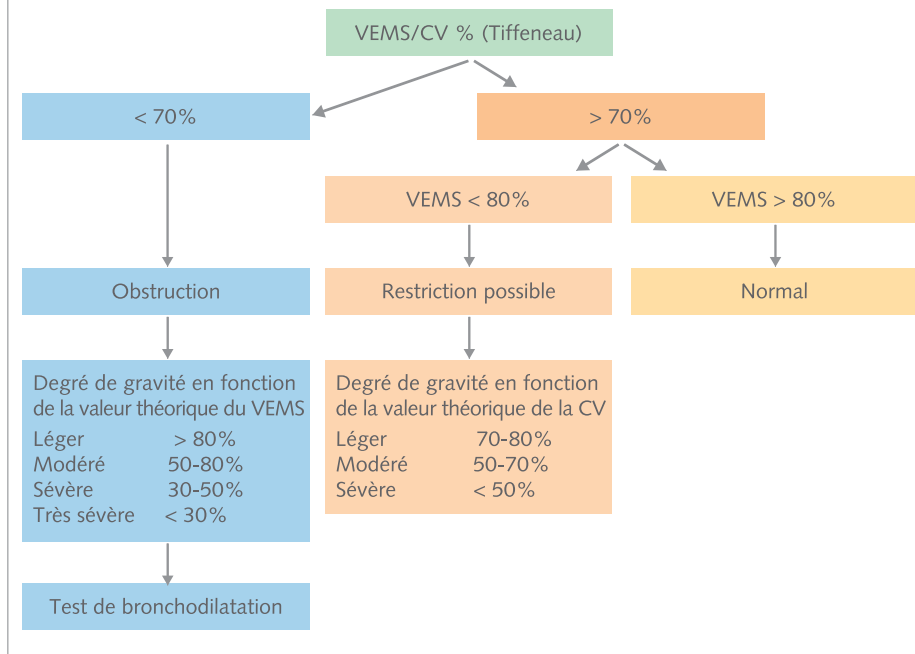 VEMS/CV % (Tiffeneau)
< 70%
> 70%
VEMS < 80%
VEMS > 80%
Obstruction
Restriction possible
Normal
Degré de gravité en fonction
de la valeur théorique du VEMS
Léger > 80%
Modéré 50-80%
Sévère 30-50%
Très sévère < 30%
Degré de gravité en fonction
de la valeur théorique de la CV
Léger 70-80%
Modéré 50-70%
Sévère < 50%
Test de bronchodilatation